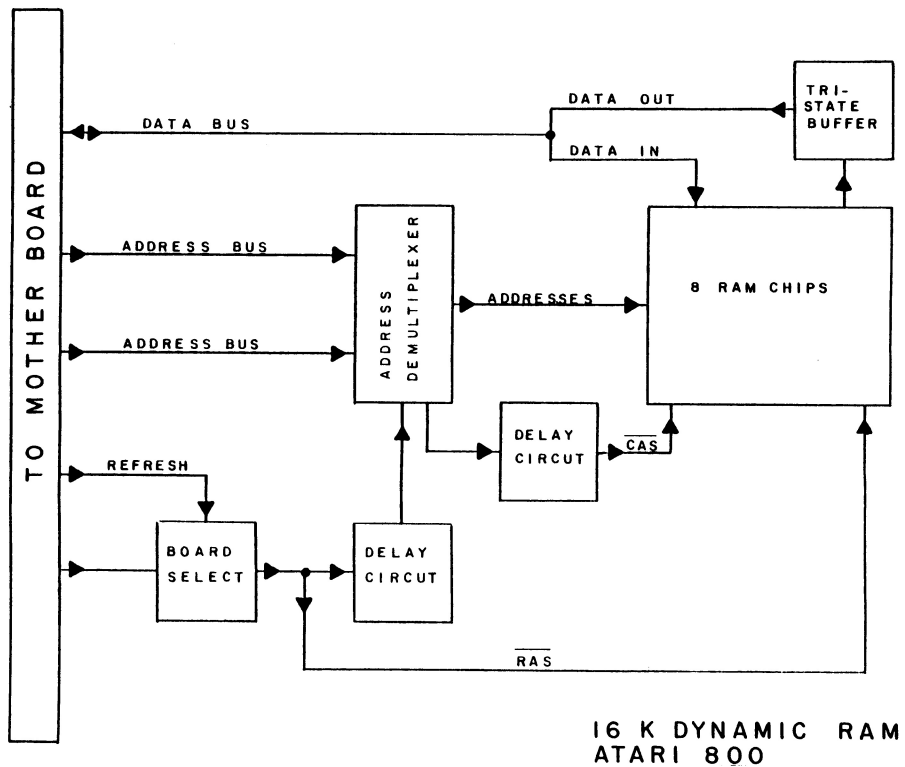 TO MOTHER BOARD
DATA BUS
DATA OUT
DATA IN
TRI-
STATE
BUFFER
ADDRESS BUS
ADDRESS BUS
ADDRESS
DEMULTIPLEXER
ADDRESSES
8 RAM CHIPS
REFRESH
BOARD
SELECT
DELAY
CIRCUT
DELAY
CIRCUT
CAS
RAS
16 K DYNAMIC RAM
ATARI 800